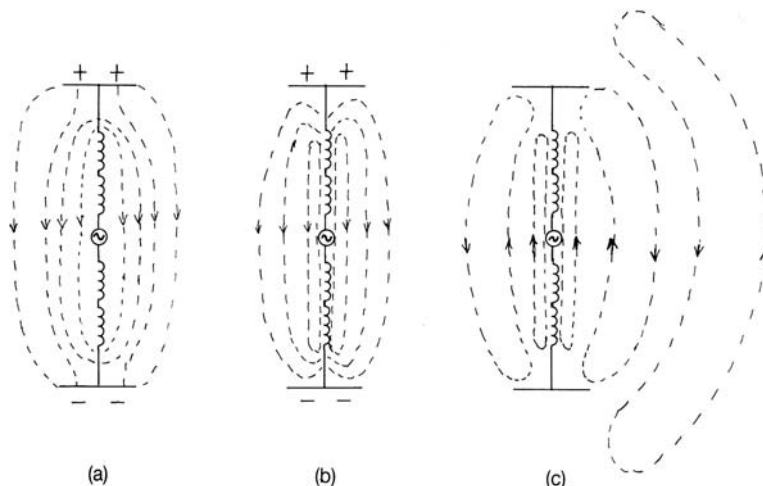 + + + +
− − − −
(a) (b) (c)